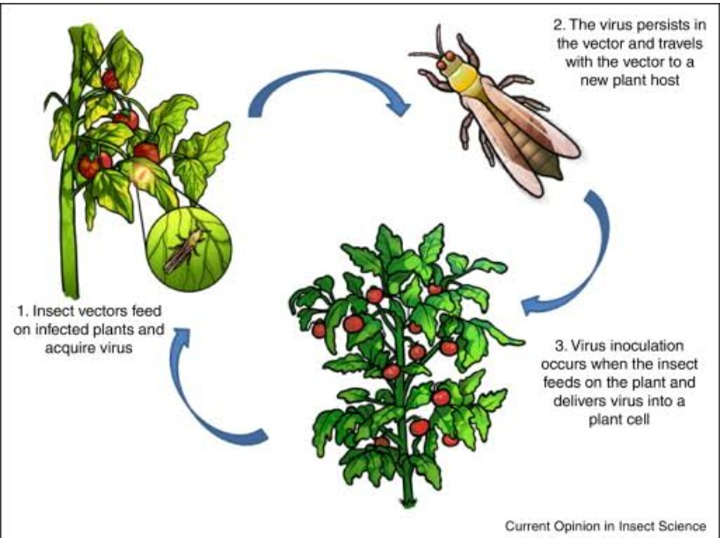 1. Insect vectors feed
on infected plants and
acquire virus
2. The virus persists in
the vector and travels
with the vector to a
new plant host
3. Virus inoculation
occurs when the insect
feeds on the plant and
delivers virus into a
plant cell
Current Opinion in Insect Science